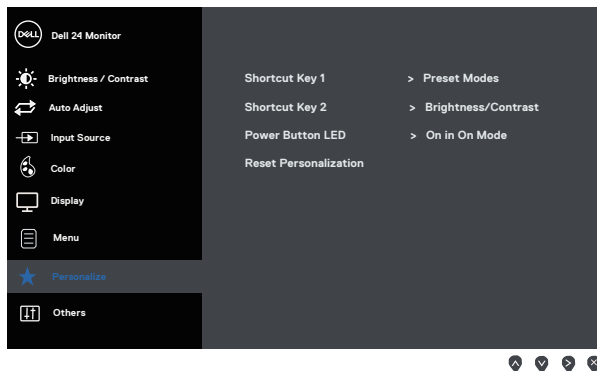 DELL Dell 24 Monitor
Brightness / Contrast
Auto Adjust
Input Source
Color
Display
Menu
Personalize
Others
Shortcut Key 1 > Preset Modes
Shortcut Key 2 > Brightness/Contrast
Power Button LED > On in On Mode
Reset Personalization